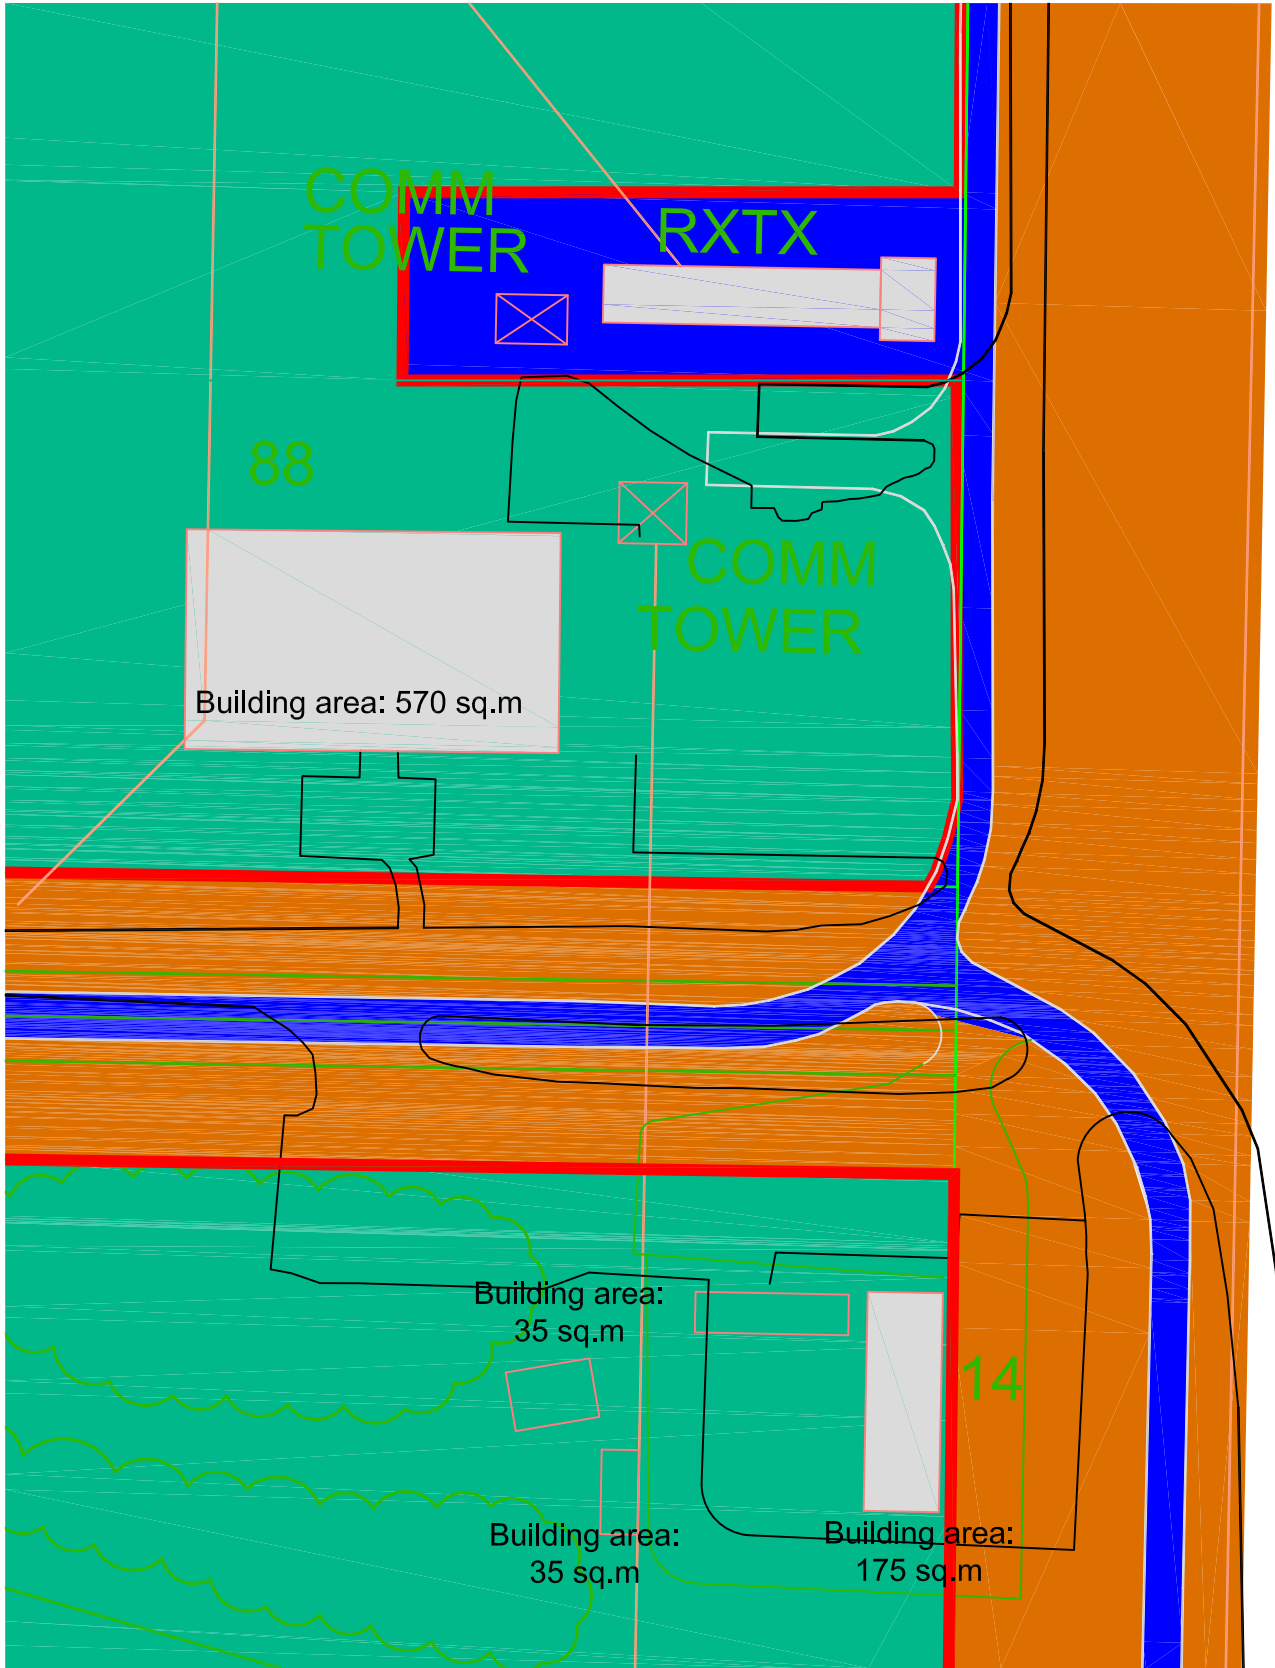 COMM
TOWER
RXTX
88
COMM
TOWER
Building area: 570 sq.m
Building area:
35 sq.m
14
Building area:
35 sq.m
Building area:
175 sq.m